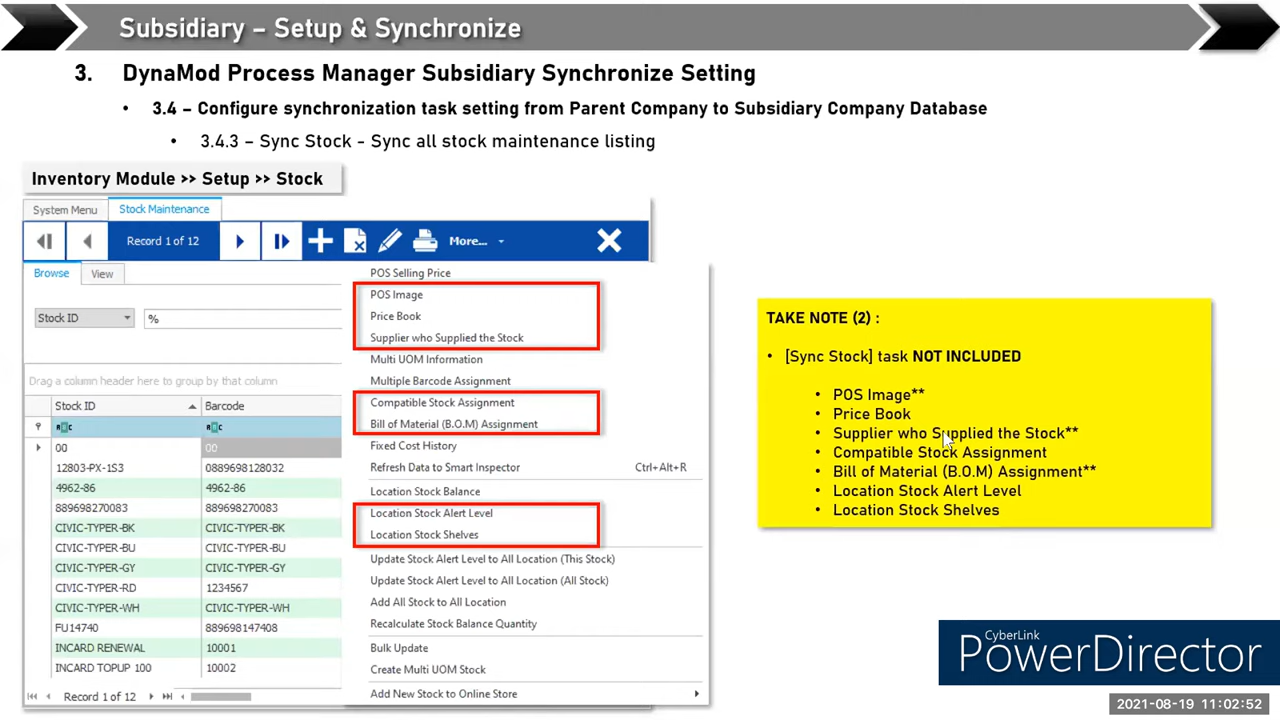 Subsidiary – Setup & Synchronize
3. DynaMod Process Manager Subsidiary Synchronize Setting
• 3.4 – Configure synchronization task setting from Parent Company to Subsidiary Company Database
• 3.4.3 – Sync Stock - Sync all stock maintenance listing
Inventory Module >> Setup >> Stock
System Menu Stock Maintenance
Record 1 of 12 More...
Browse View
Stock ID %
Drag a column header here to group by that column
Stock ID Barcode
00 00
12803-PX-1S3 0889698128032
4962-86 4962-86
889698270083 889698270083
CIVIC-TYPER-BK CIVIC-TYPER-BK
CIVIC-TYPER-BU CIVIC-TYPER-BU
CIVIC-TYPER-GY CIVIC-TYPER-GY
CIVIC-TYPER-RD 1234567
CIVIC-TYPER-WH CIVIC-TYPER-WH
FU14740 889698147408
INCARD RENEWAL 10001
INCARD TOPUP 100 10002
Record 1 of 12
POS Selling Price
POS Image
Price Book
Supplier who Supplied the Stock
Multi UOM Information
Multiple Barcode Assignment
Compatible Stock Assignment
Bill of Material (B.O.M) Assignment
Fixed Cost History
Refresh Data to Smart Inspector Ctrl+Alt+R
Location Stock Balance
Location Stock Alert Level
Location Stock Shelves
Update Stock Alert Level to All Location (This Stock)
Update Stock Alert Level to All Location (All Stock)
Add All Stock to All Location
Recalculate Stock Balance Quantity
Bulk Update
Create Multi UOM Stock
Add New Stock to Online Store
TAKE NOTE (2) :
• [Sync Stock] task NOT INCLUDED
• POS Image**
• Price Book
• Supplier who Supplied the Stock**
• Compatible Stock Assignment
• Bill of Material (B.O.M) Assignment**
• Location Stock Alert Level
• Location Stock Shelves
CyberLink
PowerDirector
2021-08-19 11:02:52